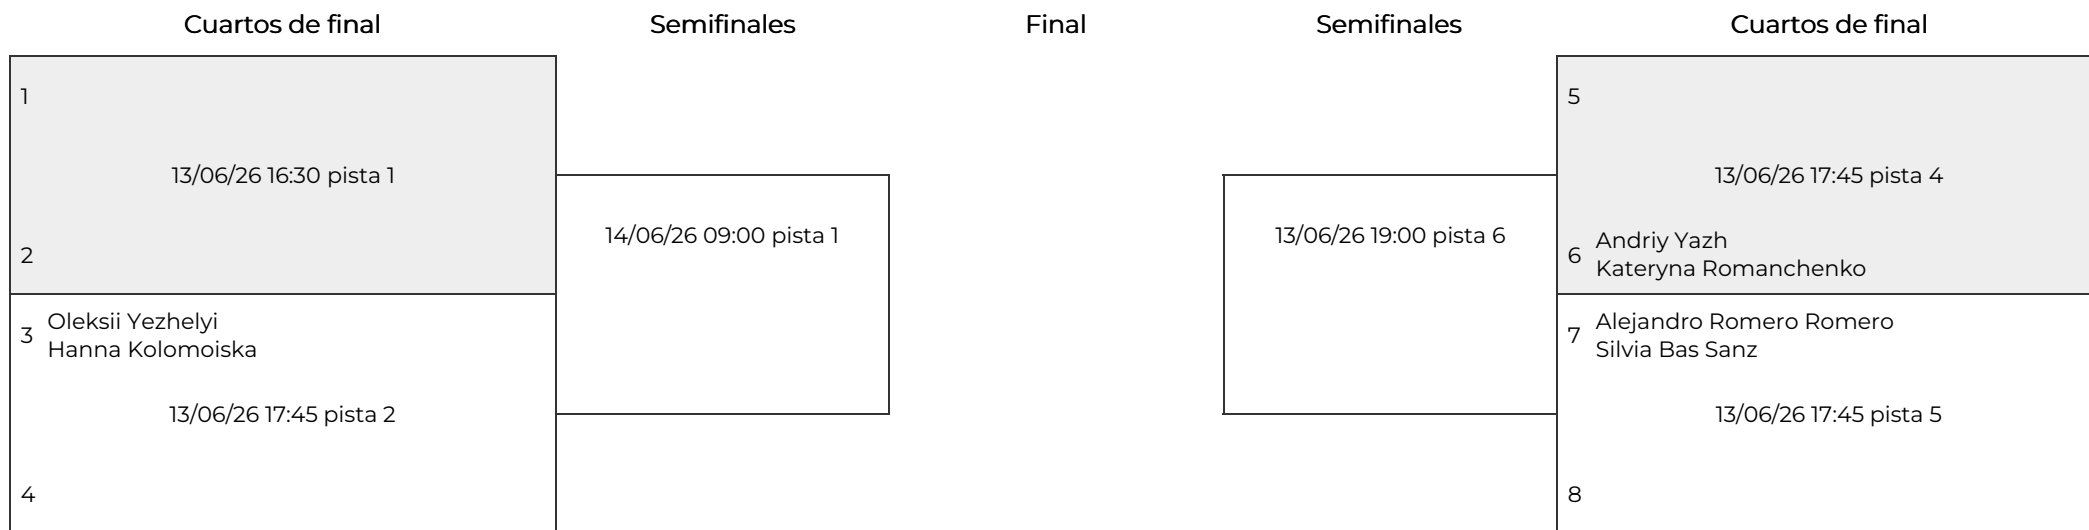 Cuartos de final
Semifinales
Final
Semifinales
Cuartos de final
1
13/06/26 16:30 pista 1
2
3
Oleksii Yezhelyi
Hanna Kolomoiska
13/06/26 17:45 pista 2
4
14/06/26 09:00 pista 1
13/06/26 19:00 pista 6
5
13/06/26 17:45 pista 4
6
Andriy Yazh
Kateryna Romanchenko
7
Alejandro Romero Romero
Silvia Bas Sanz
13/06/26 17:45 pista 5
8